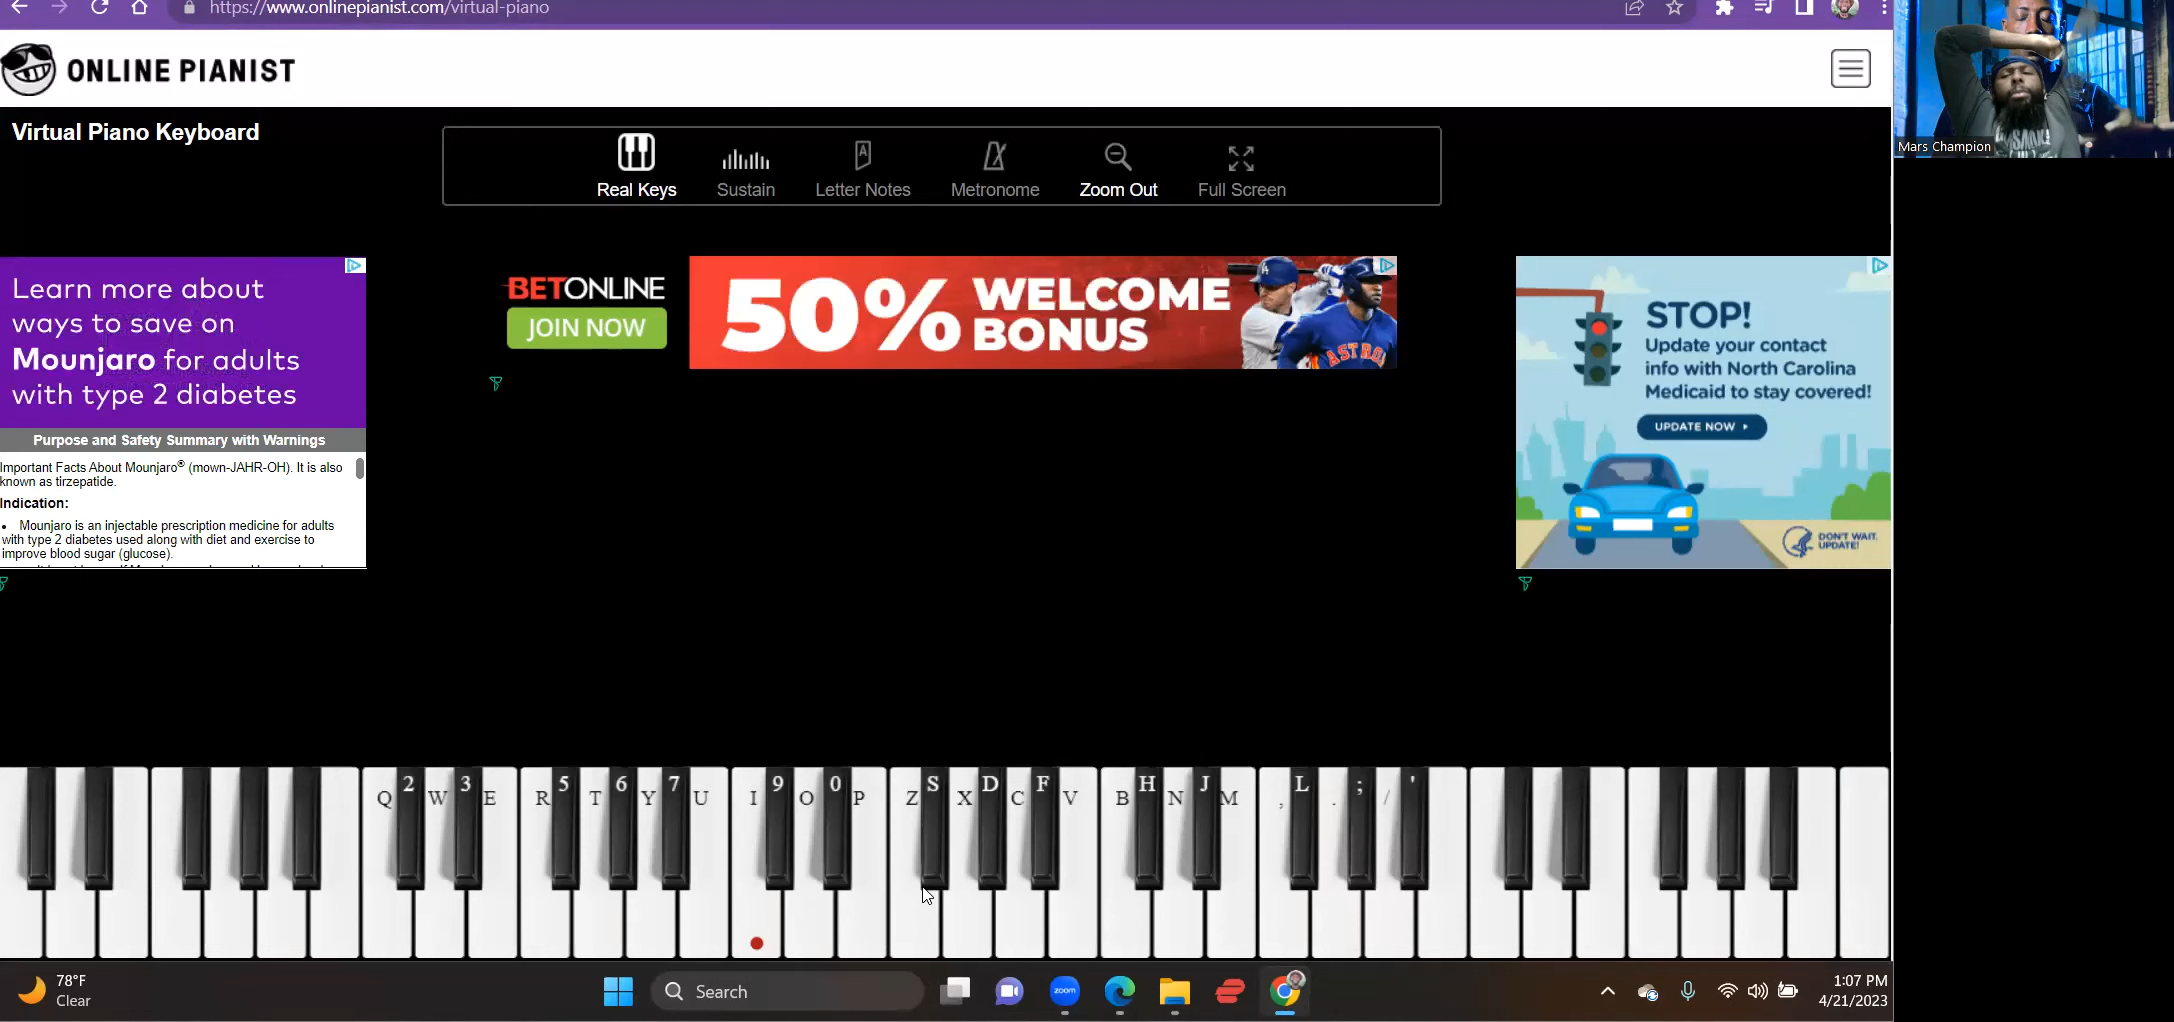 https://www.onlinepianist.com/virtual-piano
ONLINE PIANIST
Mars Champion
Virtual Piano Keyboard
Real Keys
Sustain
A
Letter Notes
Metronome
Zoom Out
Full Screen
Learn more about
ways to save on
Mounjaro for adults
with type 2 diabetes
Purpose and Safety Summary with Warnings
Important Facts About Mounjaro® (mown-JAHR-OH). It is also
known as tirzepatide.
Indication:
• Mounjaro is an injectable prescription medicine for adults
with type 2 diabetes used along with diet and exercise to
improve blood sugar (glucose).
BETONLINE
JOIN NOW
50% WELCOME
BONUS
ASTRO
STOP!
Update your contact
info with North Carolina
Medicaid to stay covered!
UPDATE NOW
DON'T WAIT.
UPDATE!
2 3 5 6 7 9 0 S D F H J L ; '
Q W E R T Y U I O P Z X C V B N M , . /
78°F
Clear
Search
zoom
1:07 PM
4/21/2023